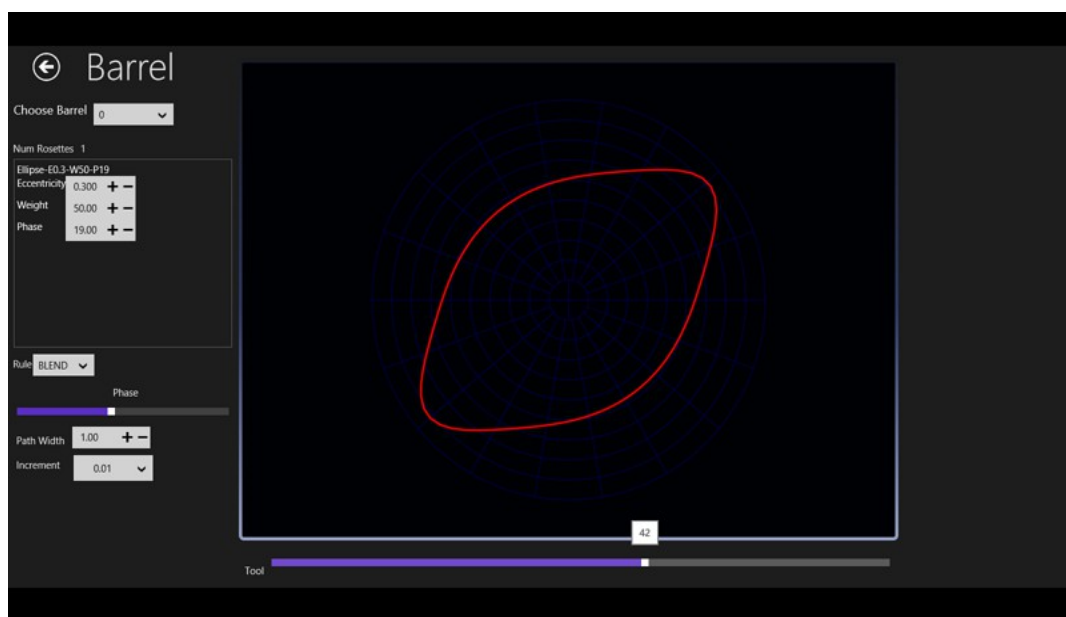 Barrel
Choose Barrel 0
Num Rosettes 1
Ellipse-E0.3-W50-P19
Eccentricity 0.300 + −
Weight 50.00 + −
Phase 19.00 + −
Rule BLEND
Phase
Path Width 1.00 + −
Increment 0.01
42
Tool